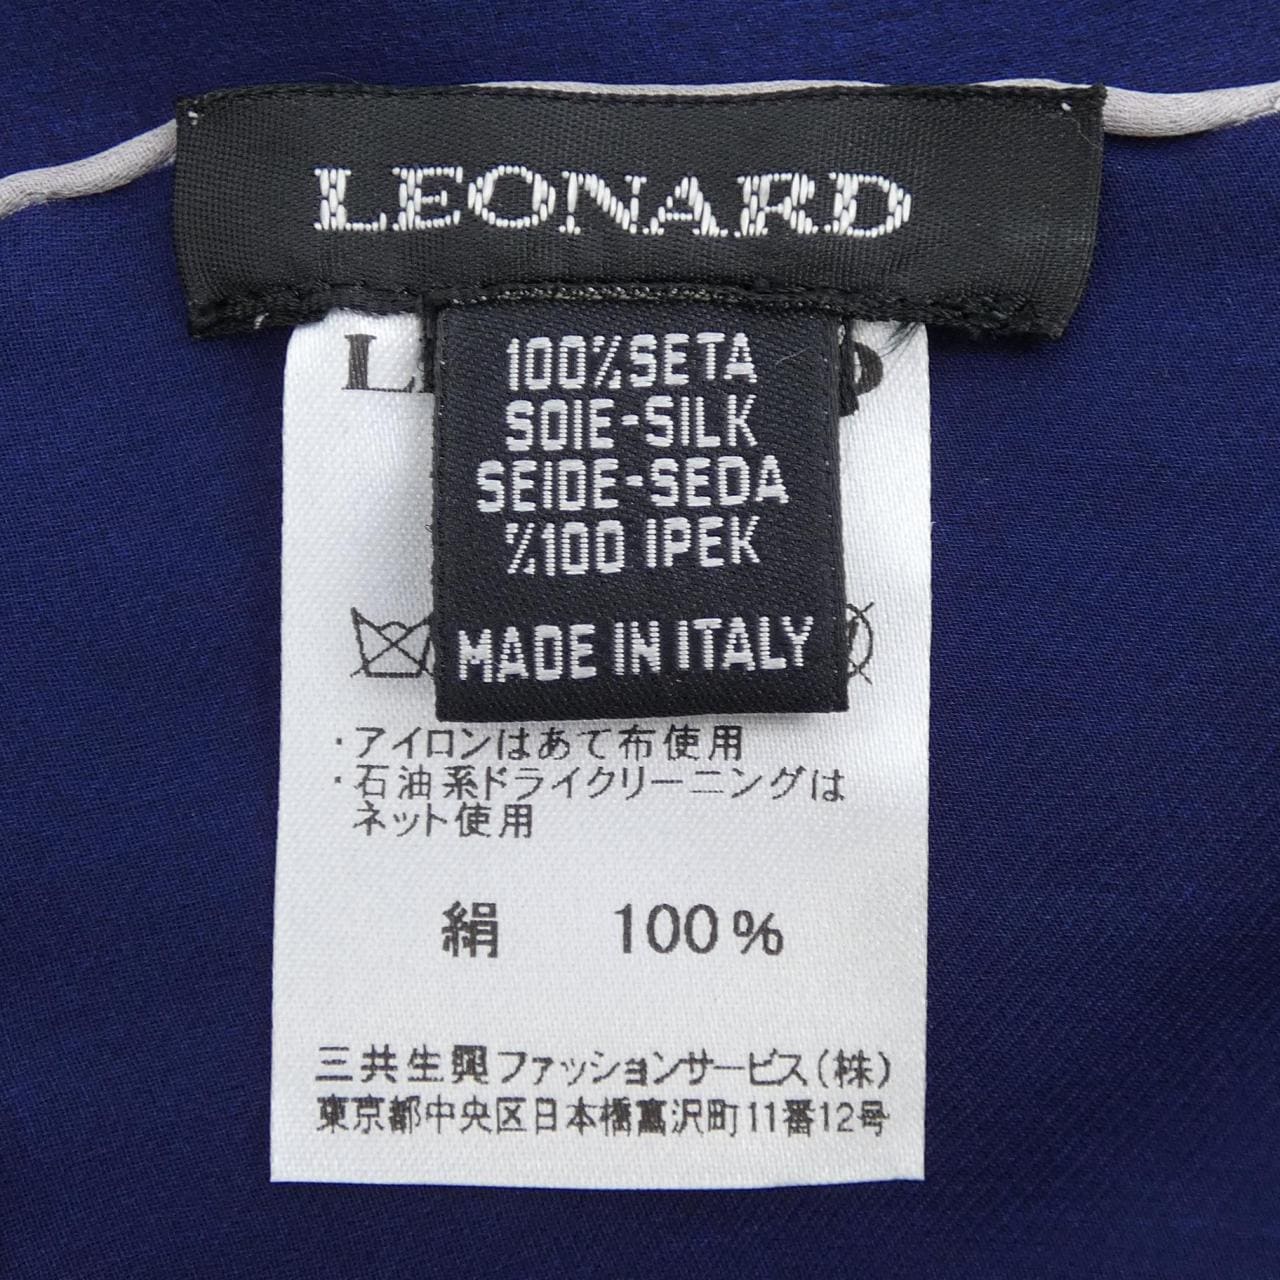 LEONARD
100%SETA
SOIE-SILK
SEIDE-SEDA
%100 IPEK
MADE IN ITALY
・アイロンはあて布使用
・石油系ドライクリーニングは
ネット使用
絹 100%
三共生興ファッションサービス(株)
東京都中央区日本橋富沢町11番12号